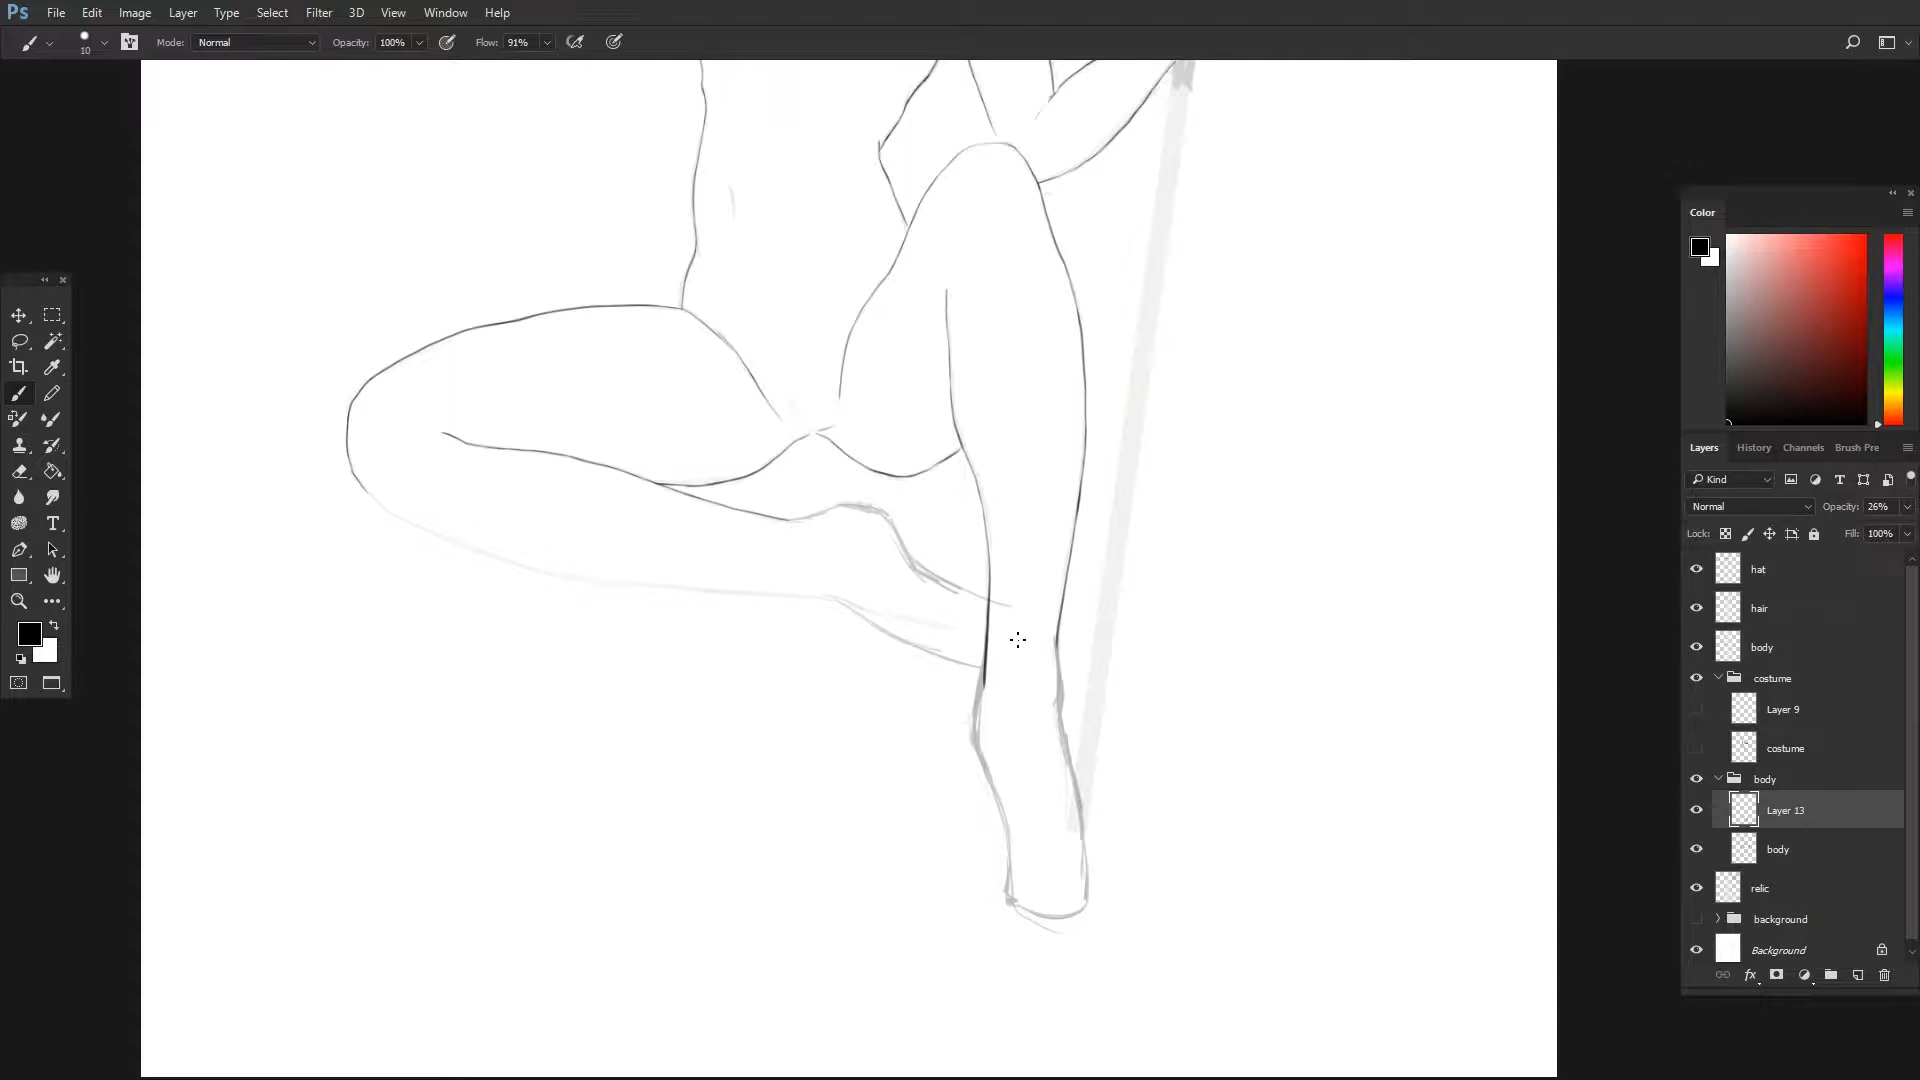 Ps File Edit Image Layer Type Select Filter 3D View Window Help
10 Mode: Normal Opacity: 100% Flow: 91%
Color
Layers History Channels Brush Pre
Kind
Normal Opacity: 26%
Lock: Fill: 100%
hat
hair
body
costume
Layer 9
costume
body
Layer 13
body
relic
background
Background
fx